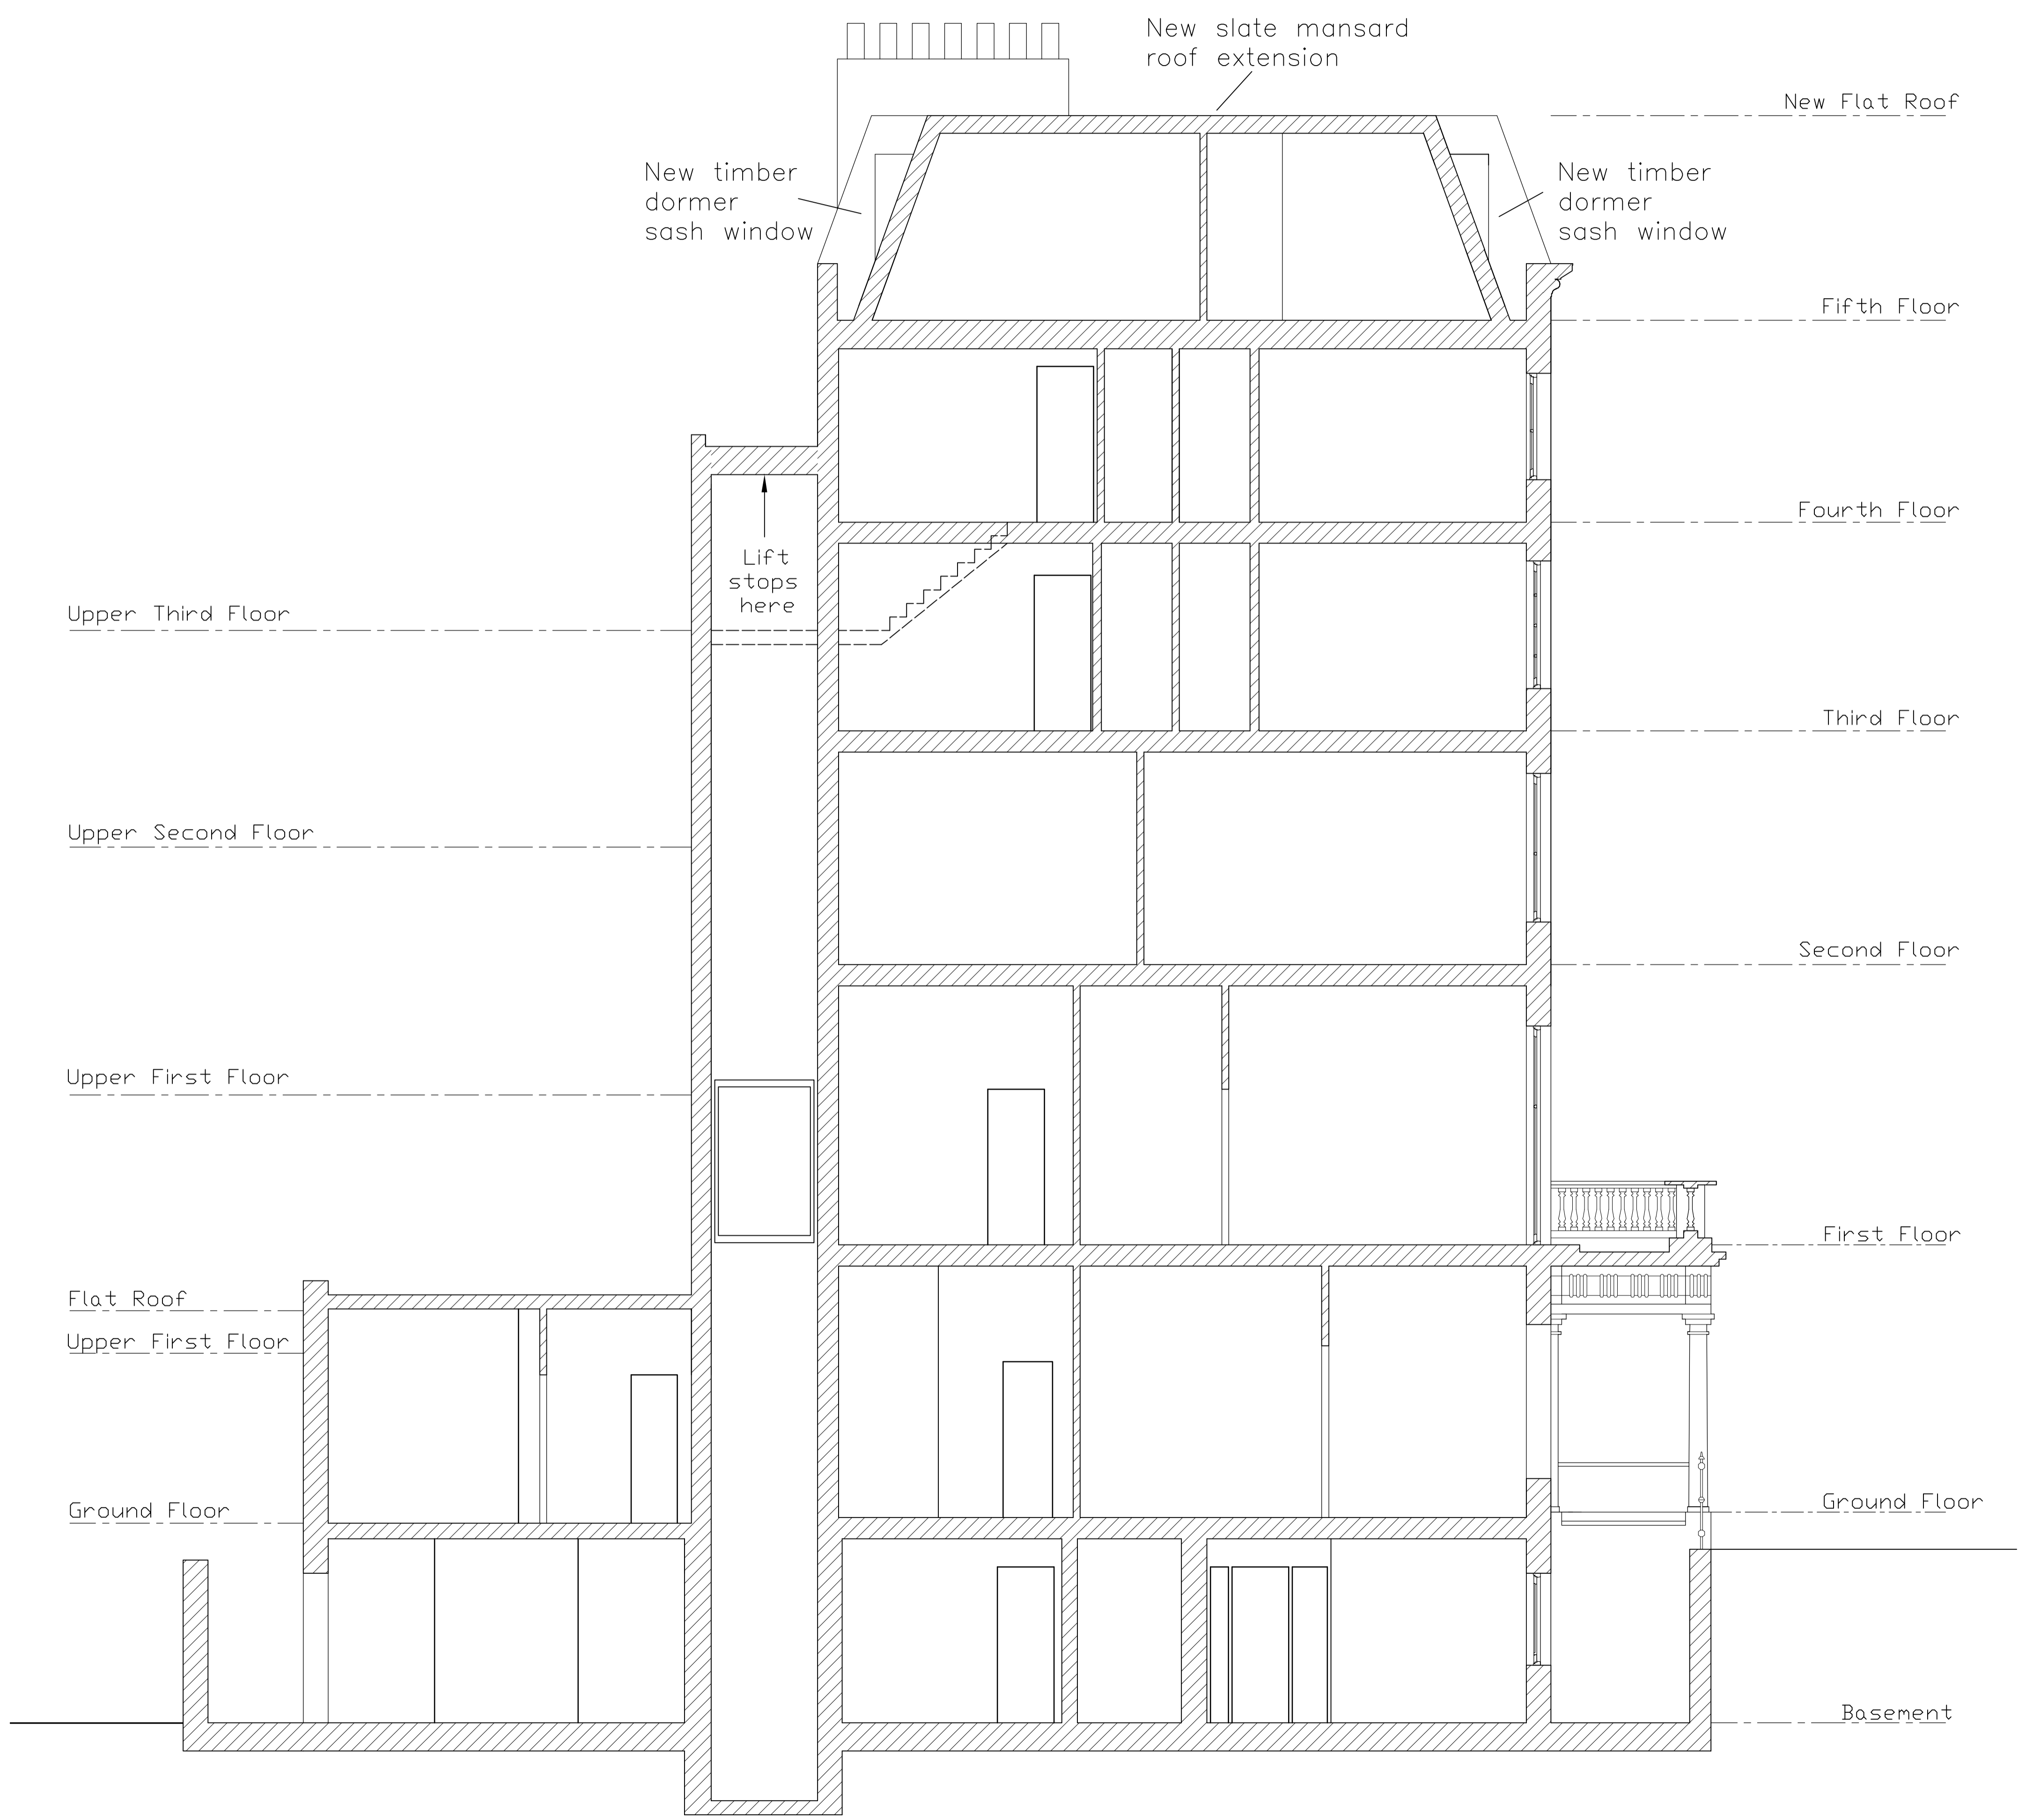 New slate mansard
roof extension
New Flat Roof
New timber
dormer
sash window
New timber
dormer
sash window
Fifth Floor
Fourth Floor
Lift
stops
here
Upper Third Floor
Third Floor
Upper Second Floor
Second Floor
Upper First Floor
First Floor
Flat Roof
Upper First Floor
Ground Floor
Ground Floor
Basement